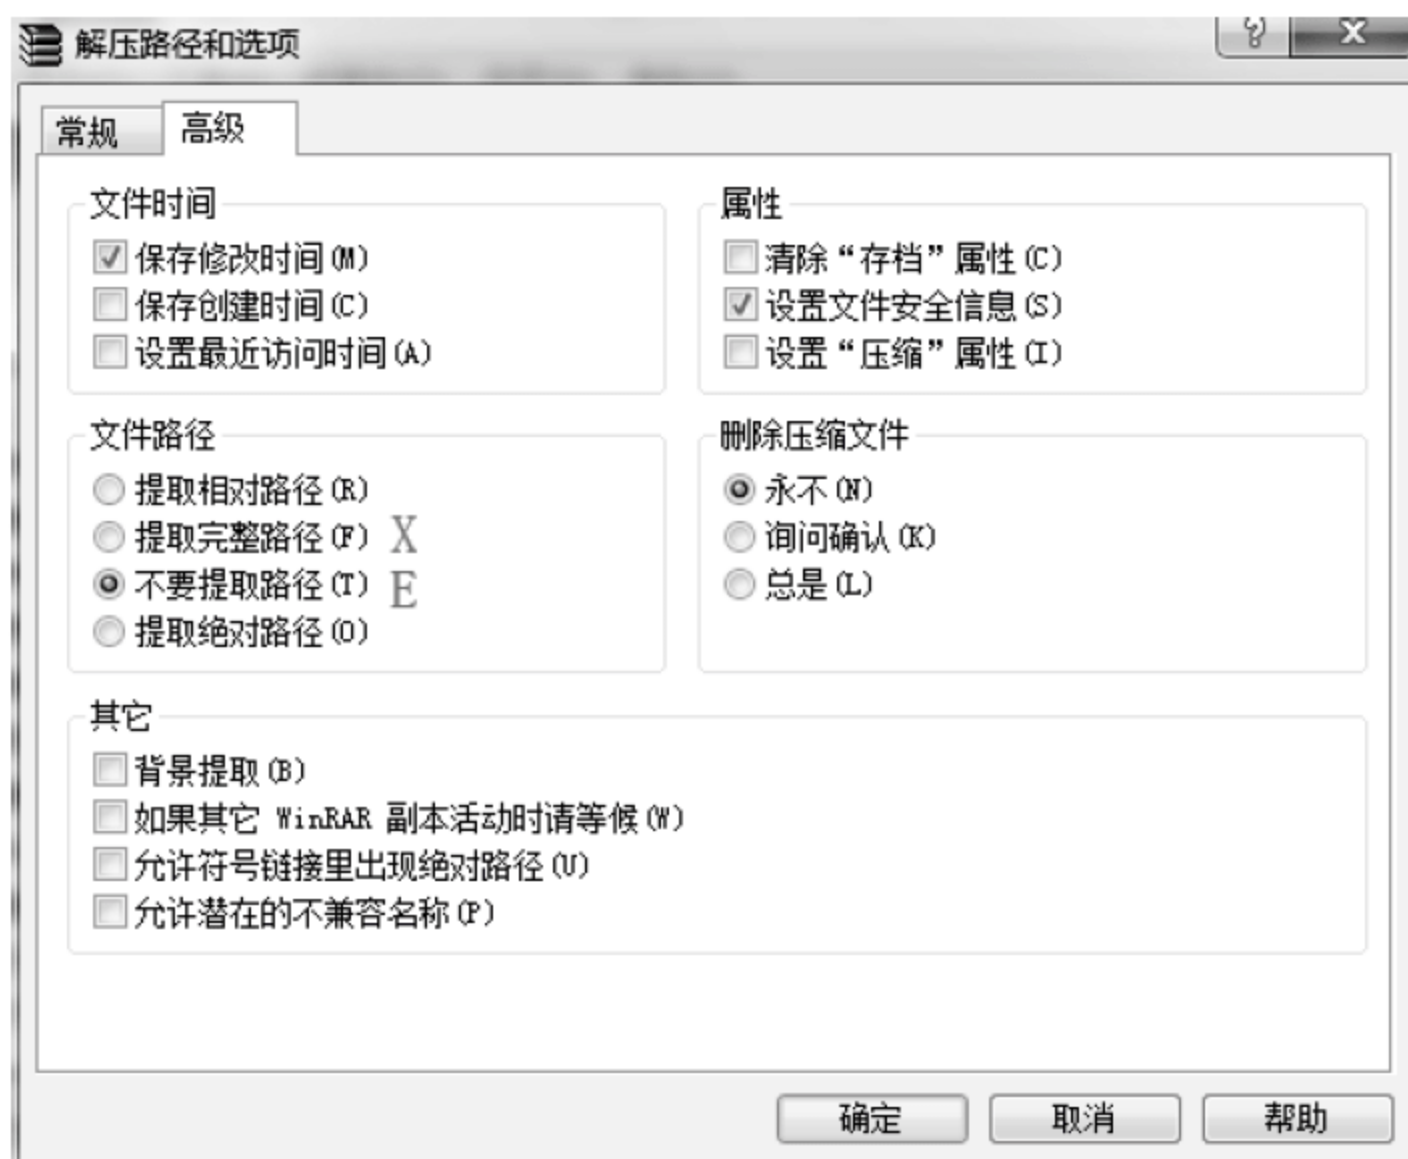 解压路径和选项
常规
高级
文件时间
保存修改时间(M)
保存创建时间(C)
设置最近访问时间(A)
属性
清除“存档”属性(C)
设置文件安全信息(S)
设置“压缩”属性(I)
文件路径
提取相对路径(R)
提取完整路径(F) X
不要提取路径(T) E
提取绝对路径(O)
删除压缩文件
永不(N)
询问确认(K)
总是(L)
其它
背景提取(B)
如果其它 WinRAR 副本活动时请等候(W)
允许符号链接里出现绝对路径(U)
允许潜在的不兼容名称(P)
确定
取消
帮助